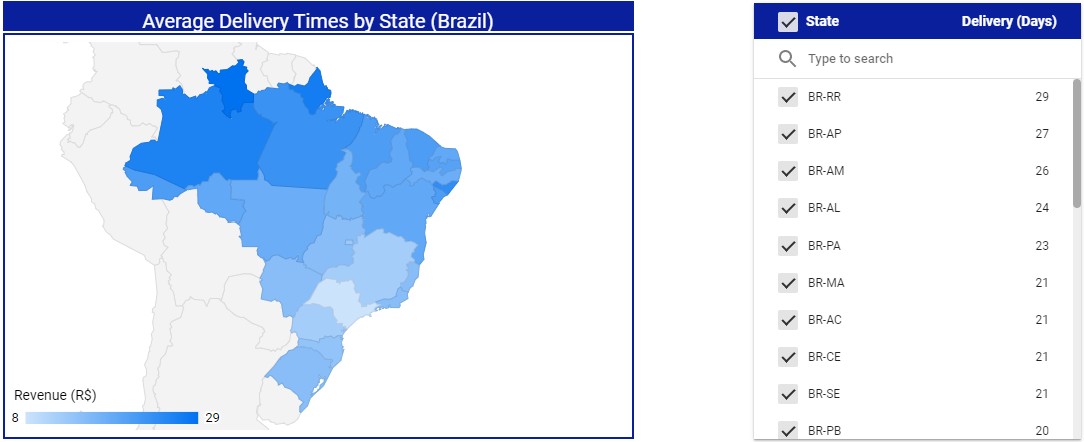 Average Delivery Times by State (Brazil)
Revenue (R$)
8 29
State Delivery (Days)
Type to search
BR-RR 29
BR-AP 27
BR-AM 26
BR-AL 24
BR-PA 23
BR-MA 21
BR-AC 21
BR-CE 21
BR-SE 21
BR-PB 20